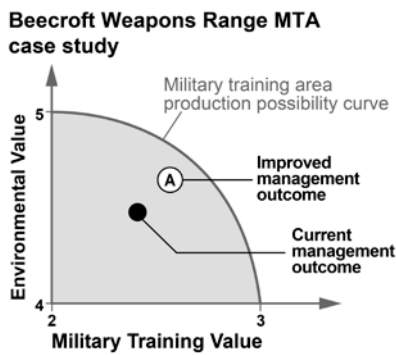 Beecroft Weapons Range MTA
case study
Military training area
production possibility curve
5
Environmental Value
A
Improved
management
outcome
Current
management
outcome
4
2
3
Military Training Value